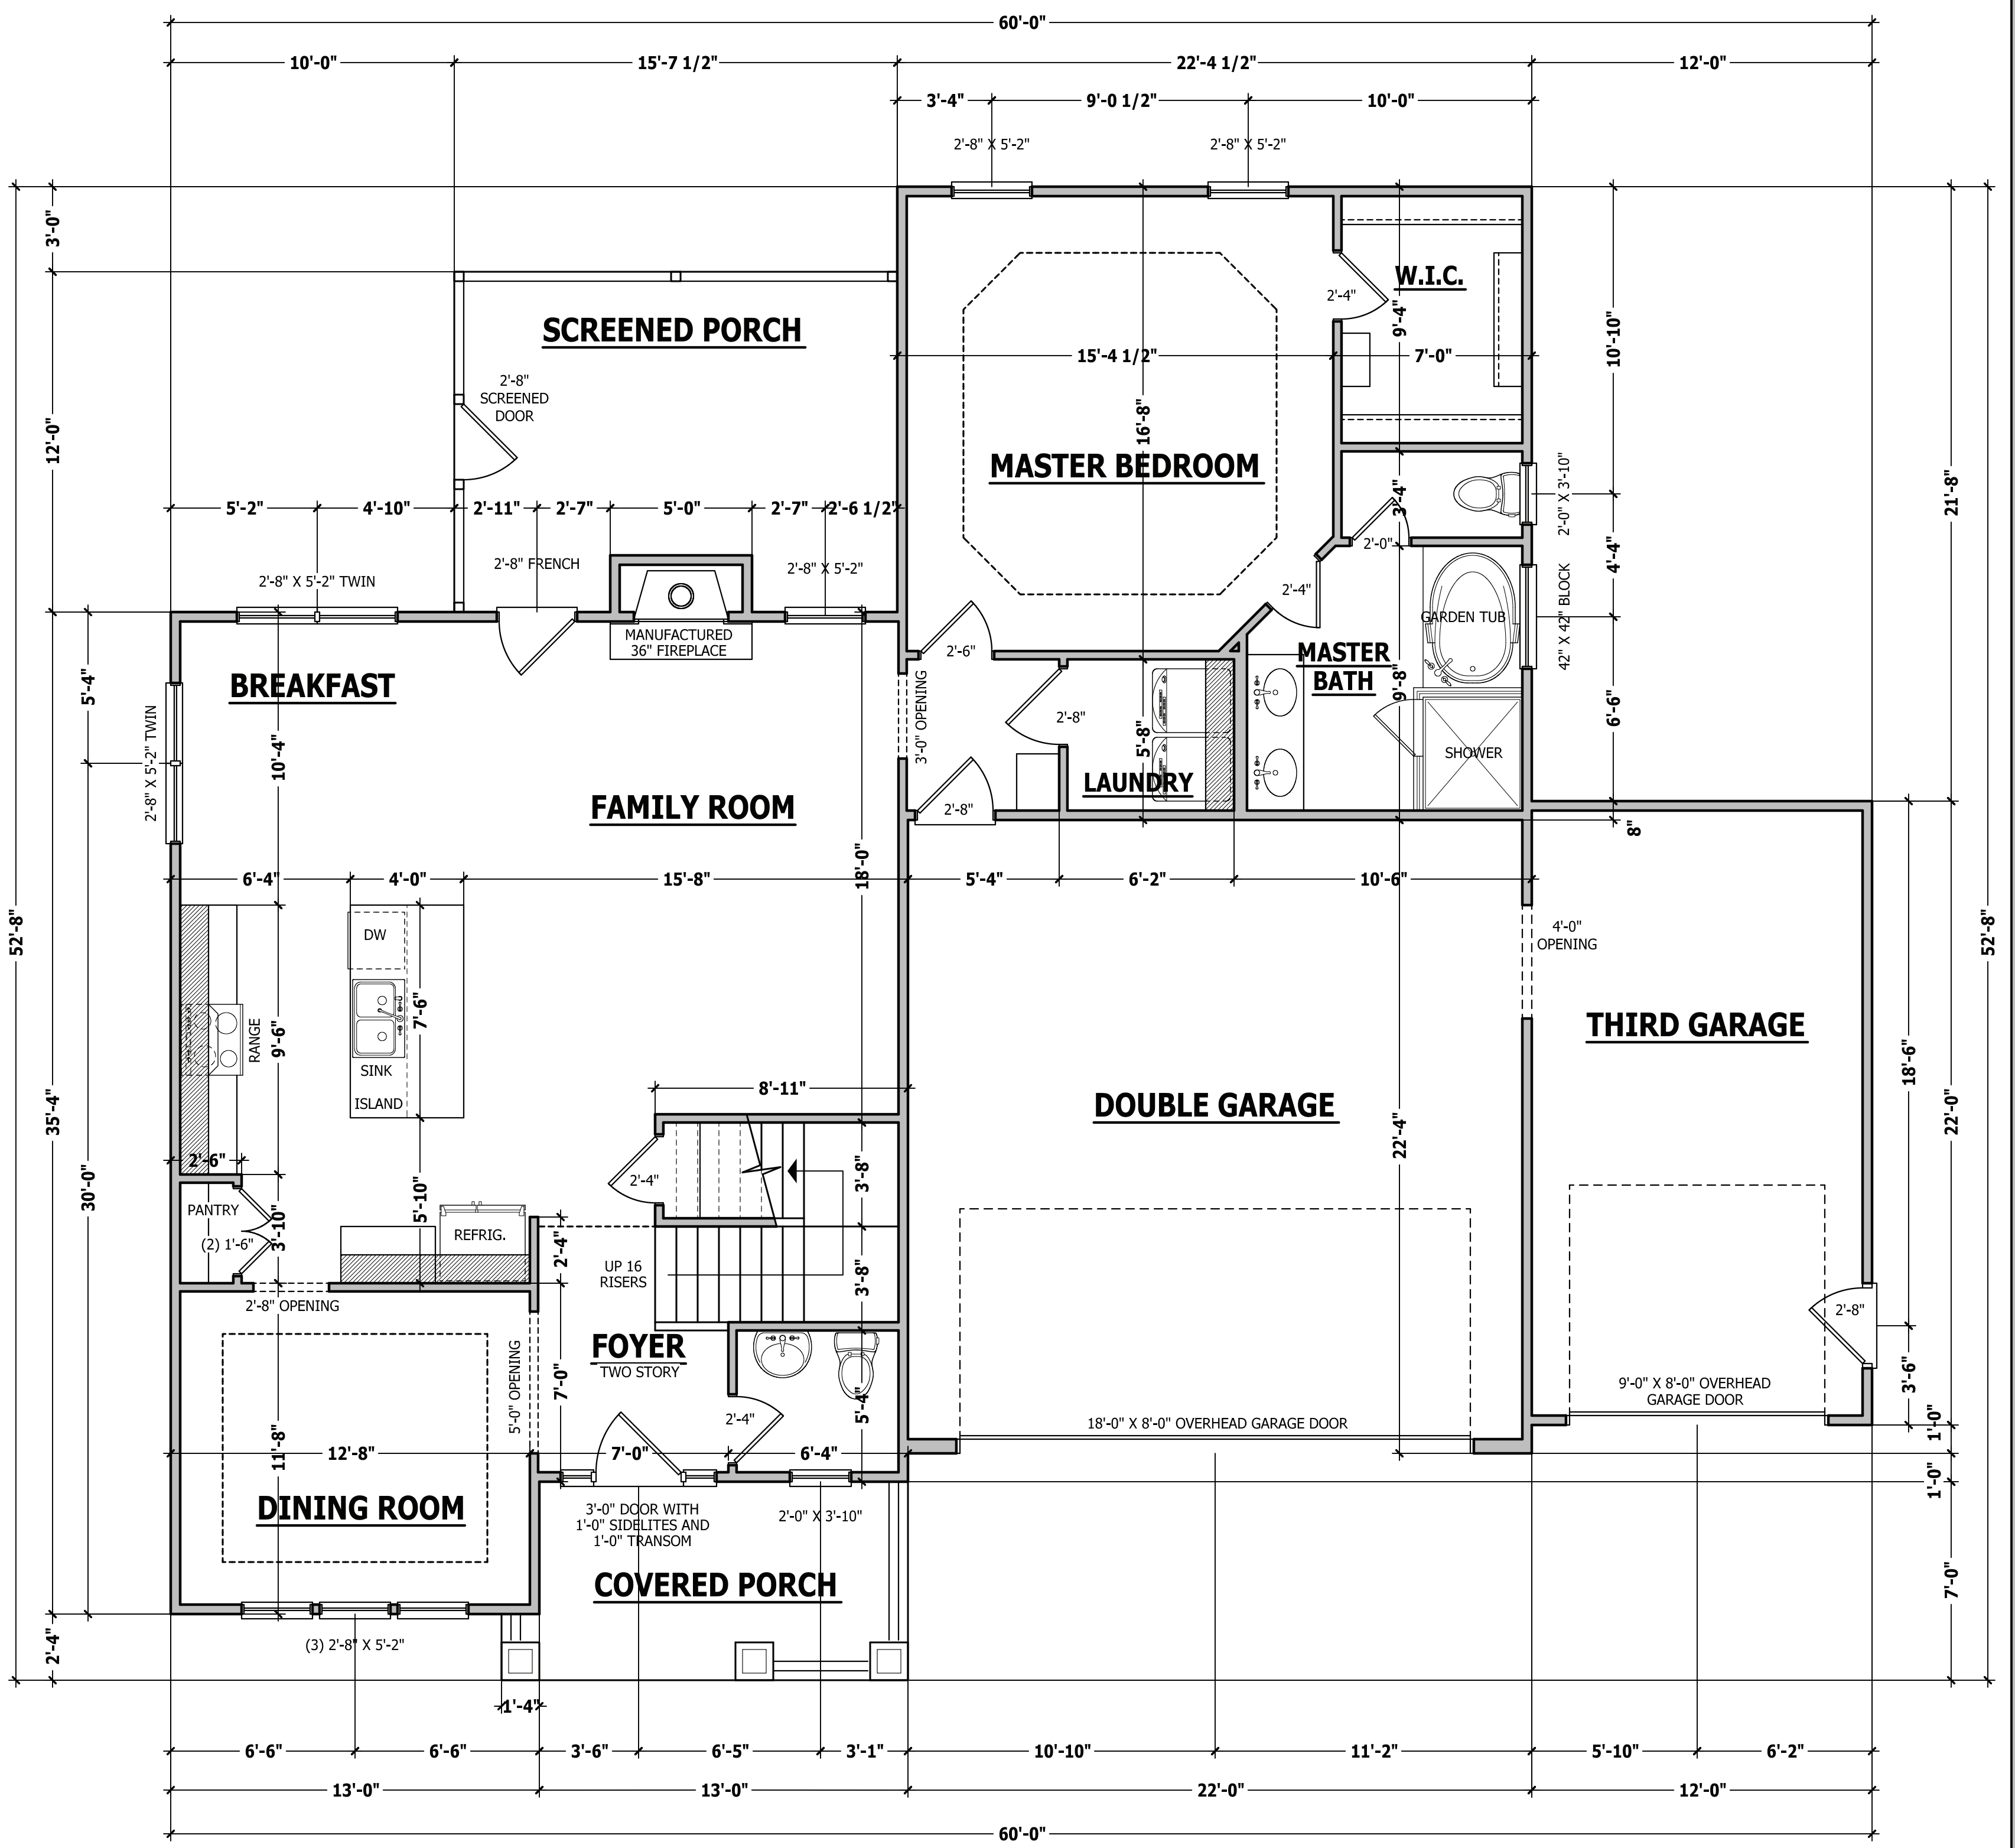 60'-0"
10'-0"
15'-7 1/2"
22'-4 1/2"
12'-0"
3'-4"
9'-0 1/2"
10'-0"
2'-8" X 5'-2"
2'-8" X 5'-2"
3'-0"
W.I.C.
2'-4"
9'-4"
10'-10"
SCREENED PORCH
15'-4 1/2"
7'-0"
2'-8"
SCREENED
DOOR
12'-0"
16'-8"
MASTER BEDROOM
3'-4"
2'-0" X 3'-10"
21'-8"
5'-2"
4'-10"
2'-11"
2'-7"
5'-0"
2'-7"
2'-6 1/2"
2'-0"
4'-4"
2'-8" FRENCH
2'-8" X 5'-2"
2'-8" X 5'-2" TWIN
2'-4"
GARDEN TUB
42" X 42" BLOCK
MANUFACTURED
36" FIREPLACE
2'-6"
MASTER
BATH
BREAKFAST
5'-4"
9'-8"
3'-0" OPENING
2'-8"
6'-6"
5'-8"
SHOWER
2'-8" X 5'-2" TWIN
10'-4"
LAUNDRY
FAMILY ROOM
2'-8"
8"
18'-0"
6'-4"
4'-0"
15'-8"
5'-4"
6'-2"
10'-6"
52'-8"
52'-8"
DW
4'-0"
OPENING
7'-6"
THIRD GARAGE
RANGE
9'-6"
SINK
ISLAND
18'-6"
8'-11"
DOUBLE GARAGE
35'-4"
22'-0"
22'-4"
2'-6"
2'-4"
3'-8"
30'-0"
5'-10"
PANTRY
(2) 1'-6"
3'-10"
REFRIG.
2'-4"
UP 16
RISERS
3'-8"
2'-8" OPENING
2'-8"
FOYER
TWO STORY
5'-0" OPENING
7'-0"
3'-6"
9'-0" X 8'-0" OVERHEAD
GARAGE DOOR
5'-4"
2'-4"
18'-0" X 8'-0" OVERHEAD GARAGE DOOR
1'-0"
11'-8"
12'-8"
7'-0"
6'-4"
1'-0"
DINING ROOM
3'-0" DOOR WITH
1'-0" SIDELITES AND
1'-0" TRANSOM
2'-0" X 3'-10"
COVERED PORCH
7'-0"
(3) 2'-8" X 5'-2"
2'-4"
1'-4"
6'-6"
6'-6"
3'-6"
6'-5"
3'-1"
10'-10"
11'-2"
5'-10"
6'-2"
13'-0"
13'-0"
22'-0"
12'-0"
60'-0"